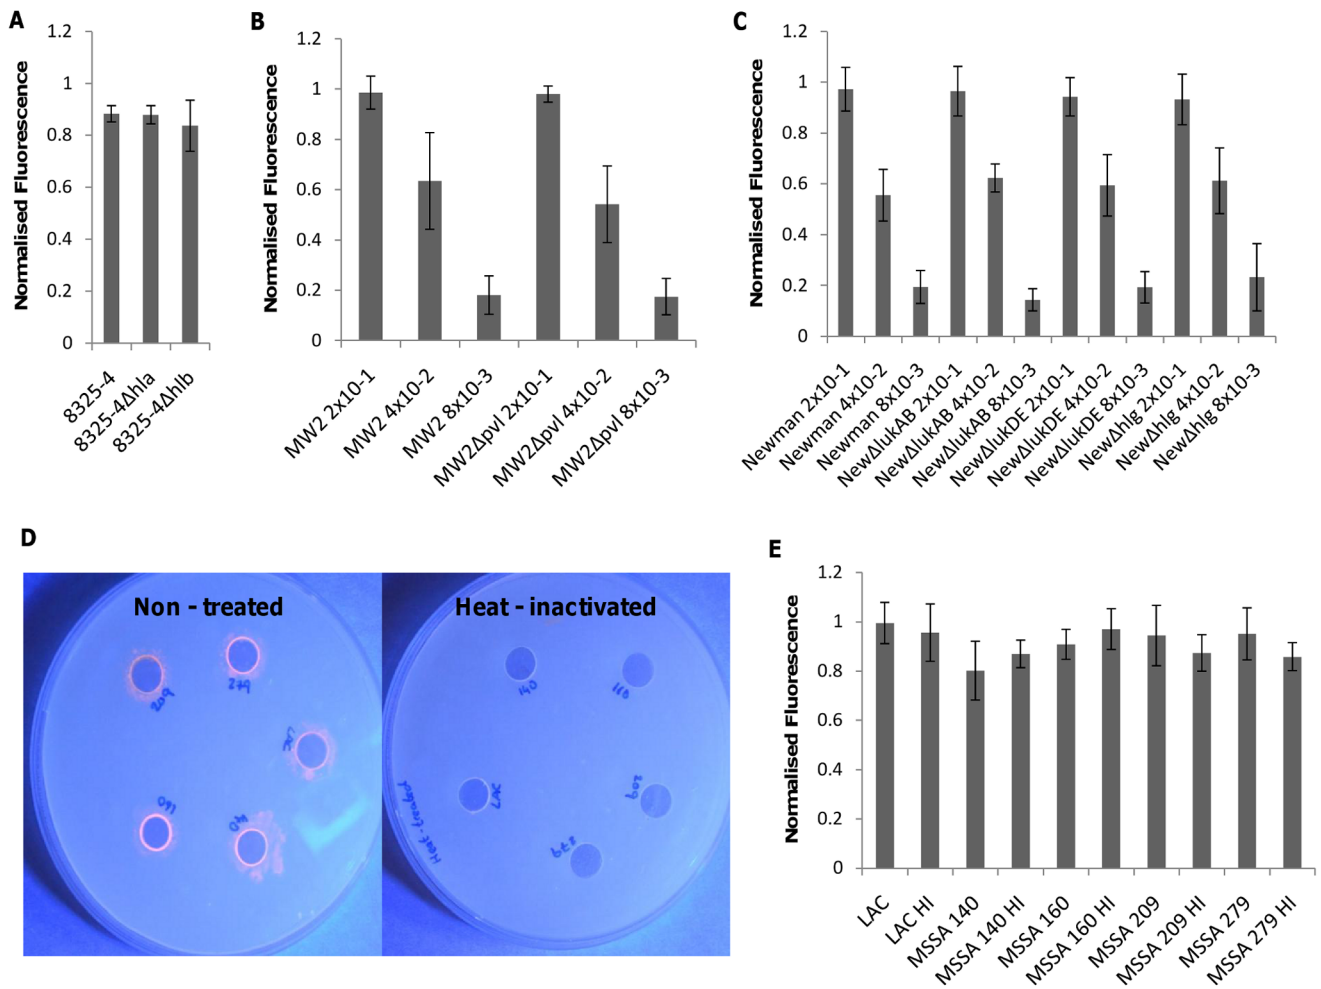 A
Normalised Fluorescence
1.2
1
0.8
0.6
0.4
0.2
0
8325-4
8325-4Δhla
8325-4Δhlb
B
Normalised Fluorescence
1.2
1
0.8
0.6
0.4
0.2
0
MW2 2x10-1
MW2 4x10-2
MW2 8x10-3
MW2Δpvl 2x10-1
MW2Δpvl 4x10-2
MW2Δpvl 8x10-3
C
Normalised Fluorescence
1.2
1
0.8
0.6
0.4
0.2
0
Newman 2x10-1
Newman 4x10-2
Newman 8x10-3
NewΔlukAB 2x10-1
NewΔlukAB 4x10-2
NewΔlukAB 8x10-3
NewΔlukDE 2x10-1
NewΔlukDE 4x10-2
NewΔlukDE 8x10-3
NewΔhlg 2x10-1
NewΔhlg 4x10-2
NewΔhlg 8x10-3
D
Non - treated
209
279
LAC
160
140
Heat - inactivated
140
160
LAC
209
279
Heat-treated
E
Normalised Fluorescence
1.2
1
0.8
0.6
0.4
0.2
0
LAC
LAC HI
MSSA 140
MSSA 140 HI
MSSA 160
MSSA 160 HI
MSSA 209
MSSA 209 HI
MSSA 279
MSSA 279 HI